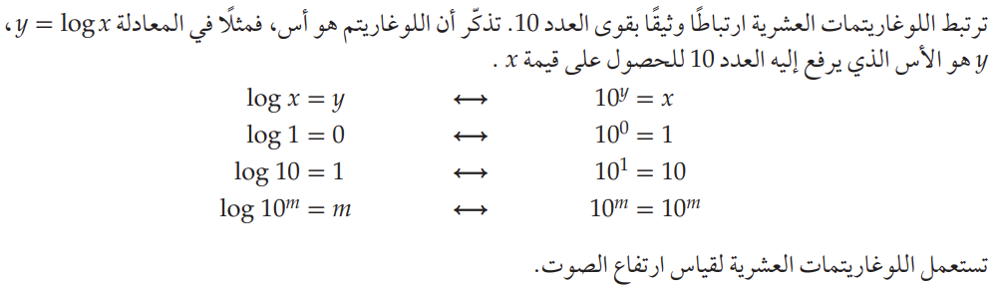 ترتبط اللوغاريتمات العشرية ارتباطًا وثيقًا بقوى العدد 10. تذكّر أن اللوغاريتم هو أس، فمثلًا في المعادلة y = log x،
y هو الأس الذي يرفع إليه العدد 10 للحصول على قيمة x .
log x = y ⟷ 10^y = x
log 1 = 0 ⟷ 10^0 = 1
log 10 = 1 ⟷ 10^1 = 10
log 10^m = m ⟷ 10^m = 10^m
تستعمل اللوغاريتمات العشرية لقياس ارتفاع الصوت.